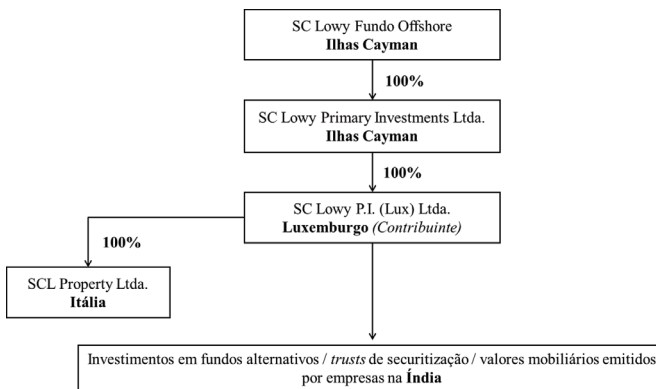 SC Lowy Fundo Offshore
Ilhas Cayman
100%
SC Lowy Primary Investments Ltda.
Ilhas Cayman
100%
SC Lowy P.I. (Lux) Ltda.
Luxemburgo (Contribuinte)
100%
SCL Property Ltda.
Itália
Investimentos em fundos alternativos / trusts de securitização / valores mobiliários emitidos
por empresas na Índia